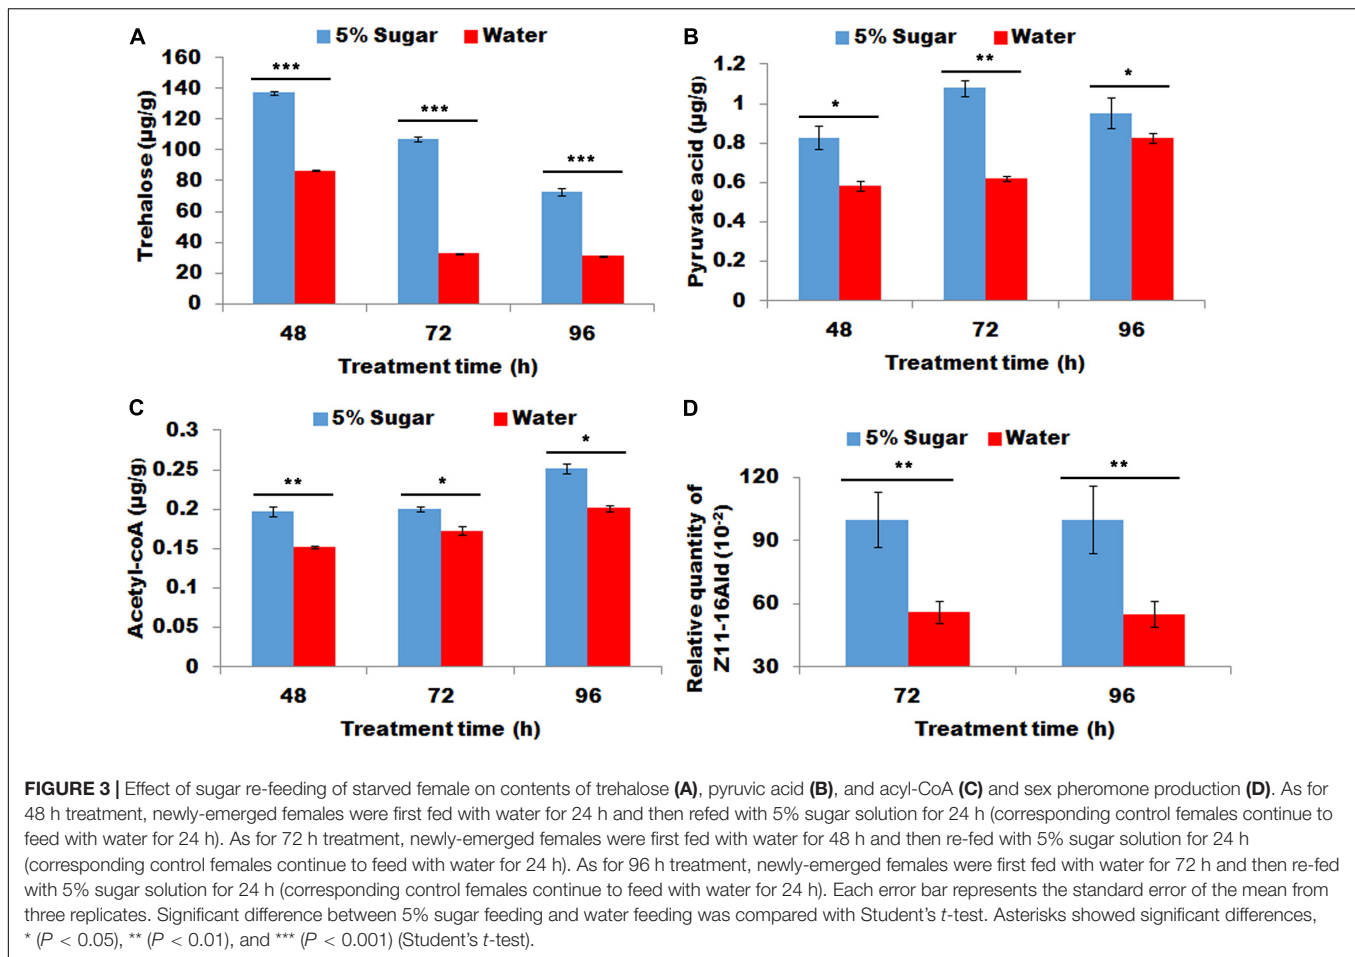 A
5% Sugar Water
Trehalose (µg/g)
160
140
120
100
80
60
40
20
0
***
***
***
48 72 96
Treatment time (h)
B
5% Sugar Water
Pyruvate acid (µg/g)
1.2
1
0.8
0.6
0.4
0.2
0
*
**
*
48 72 96
Treatment time (h)
C
5% Sugar Water
Acetyl-coA (µg/g)
0.3
0.25
0.2
0.15
0.1
0.05
0
**
*
*
48 72 96
Treatment time (h)
D
5% Sugar Water
Relative quantity of
Z11-16Ald (10-2)
120
90
60
30
**
**
72 96
Treatment time (h)
FIGURE 3 | Effect of sugar re-feeding of starved female on contents of trehalose (A), pyruvic acid (B), and acyl-CoA (C) and sex pheromone production (D). As for
48 h treatment, newly-emerged females were first fed with water for 24 h and then refed with 5% sugar solution for 24 h (corresponding control females continue to
feed with water for 24 h). As for 72 h treatment, newly-emerged females were first fed with water for 48 h and then re-fed with 5% sugar solution for 24 h
(corresponding control females continue to feed with water for 24 h). As for 96 h treatment, newly-emerged females were first fed with water for 72 h and then re-fed
with 5% sugar solution for 24 h (corresponding control females continue to feed with water for 24 h). Each error bar represents the standard error of the mean from
three replicates. Significant difference between 5% sugar feeding and water feeding was compared with Student's t-test. Asterisks showed significant differences,
* (P < 0.05), ** (P < 0.01), and *** (P < 0.001) (Student's t-test).